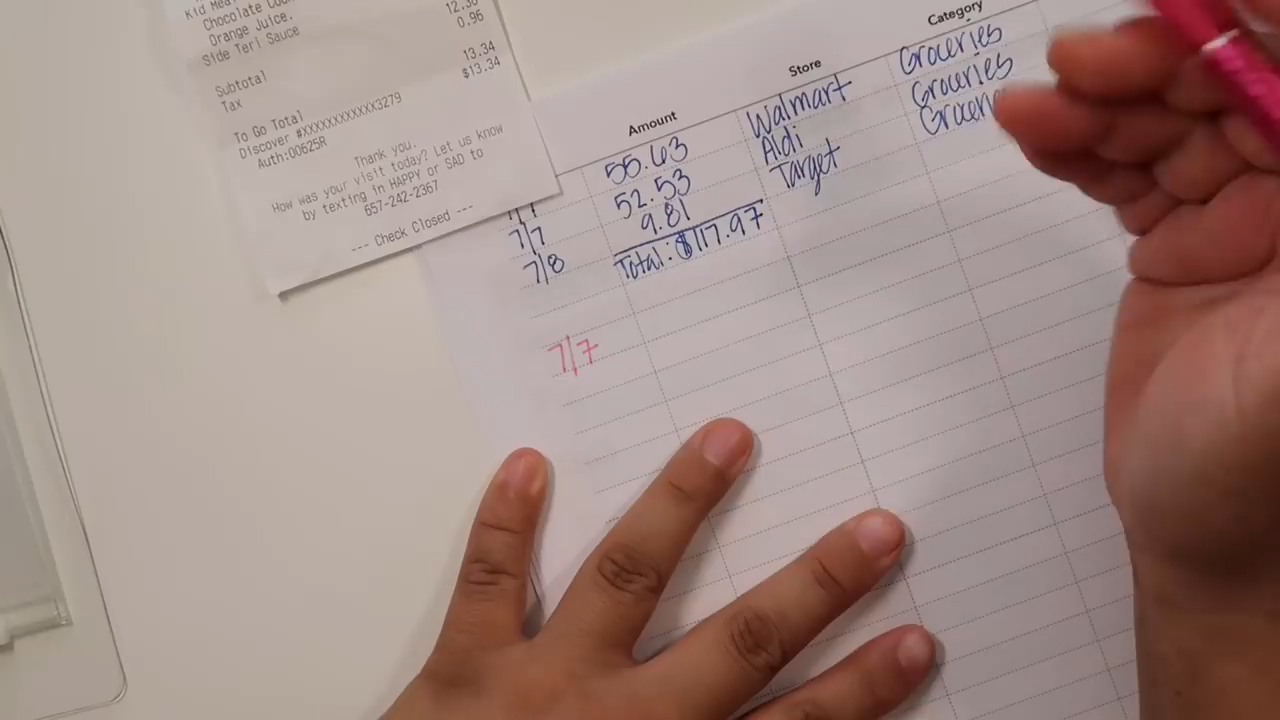 Kid Mea
Chocolate
Orange Juice.
Side Teri Sauce 0.96
Subtotal 13.34
Tax
To Go Total $13.34
Discover #XXXXXXXXXXXX3279
Auth:00625R
Thank you.
How was your visit today? Let us know
by texting in HAPPY or SAD to
657-242-2367
--- Check Closed ---
Amount Store Category
55.63 Walmart Groceries
52.53 Aldi Groceries
7/7 9.81 Target
7/8 Total: $117.97
7/7